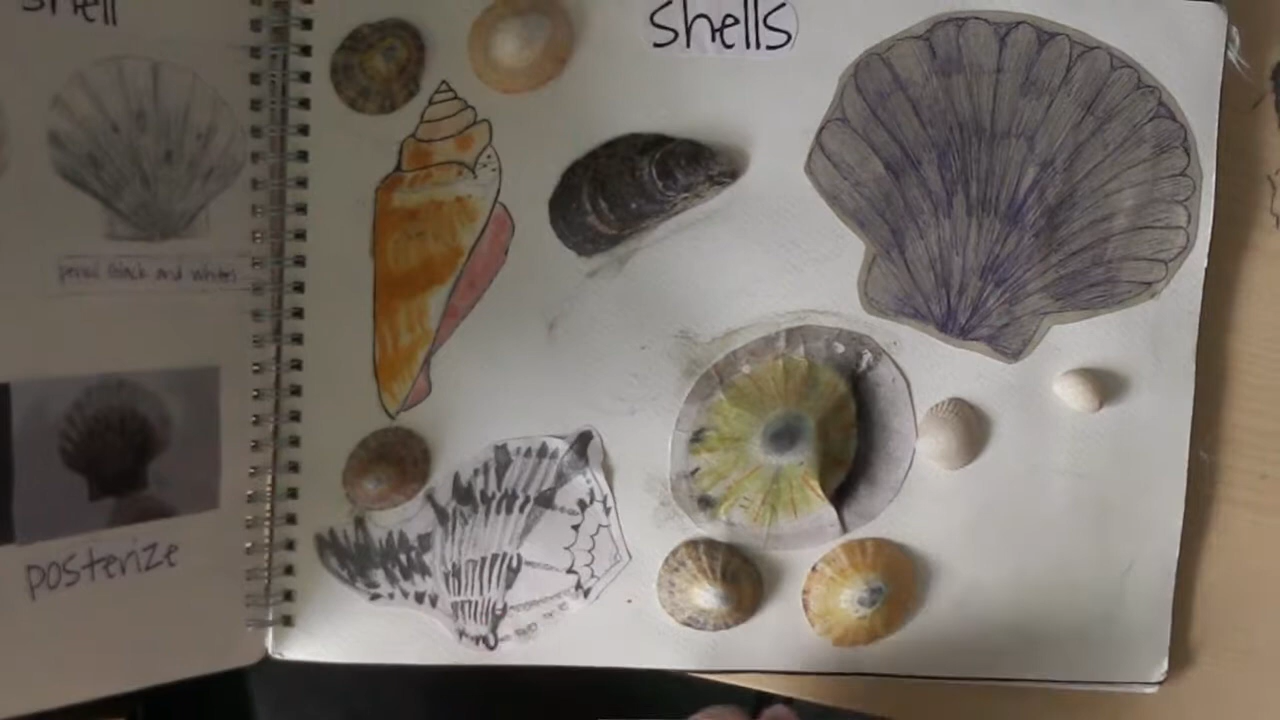 shell
pencil black and white
posterize
shells